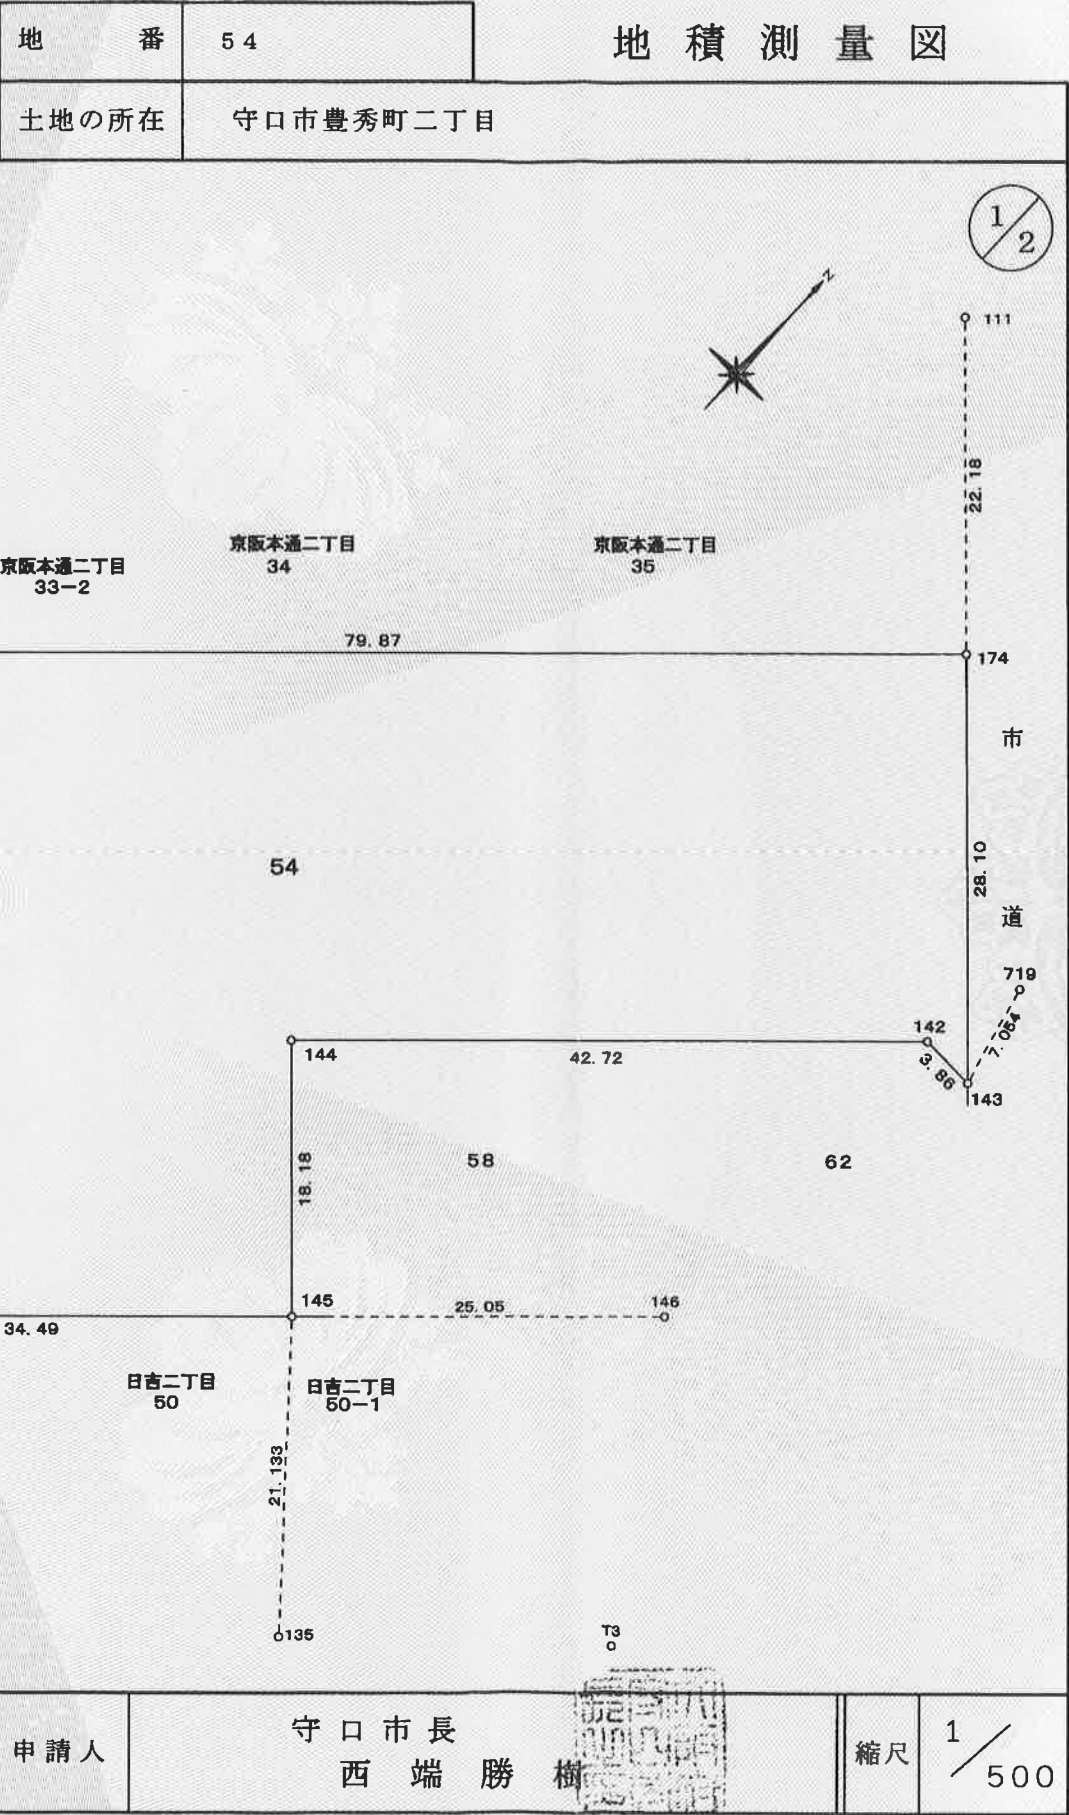 地番 54
地積測量図
土地の所在 守口市豊秀町二丁目
1/2
N
111
22.18
京阪本通二丁目
33-2
京阪本通二丁目
34
京阪本通二丁目
35
79.87
174
市道
54
28.10
719
7.054
142
3.86
143
144
42.72
18.18
58
62
145
25.05
146
34.49
日吉二丁目
50
日吉二丁目
50-1
21.133
135
T3
申請人
守口市長
西端勝樹
縮尺 1/500